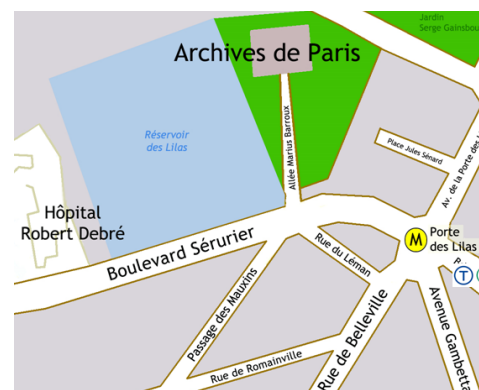 Jardin
Serge Gainsbou
Archives de Paris
Réservoir
des Lilas
Allée Marius Barroux
Place Jules Sénard
Av. de la Porte des L
Hôpital
Robert Debré
Boulevard Sérurier
Rue du Léman
M
Porte
des Lilas
T
Passage des Mauxins
Rue de Romainville
Rue de Belleville
Avenue Gambetta